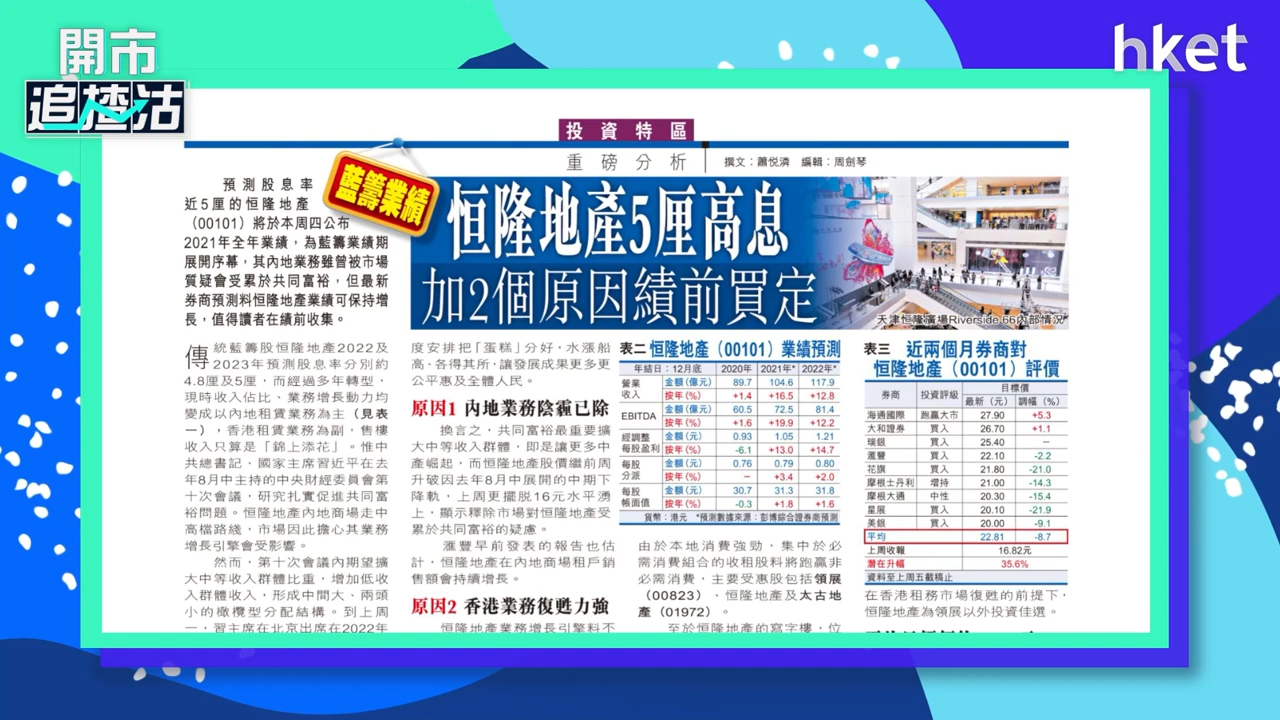 開市
追揸沽
hket
投資特區
重磅分析
撰文：蕭悦濟 編輯：周劍琴
藍籌業績
恒隆地產5厘高息
加2個原因績前買定
天津恒隆廣場Riverside 66內部情況
預測股息率
近5厘的恒隆地產
（00101）將於本周四公布
2021年全年業績，為藍籌業績期
展開序幕，其內地業務雖曾被市場
質疑會受累於共同富裕，但最新
券商預測料恒隆地產業績可保持增
長，值得讀者在績前收集。
傳統藍籌股恒隆地產2022及
2023年預測股息率分別約
4.8厘及5厘，而經過多年轉型，
現時收入佔比、業務增長動力均
變成以內地租賃業務為主（見表
一），香港租賃業務為副，售樓
收入只算是「錦上添花」。惟中
共總書記、國家主席習近平在去
年8月中主持的中央財經委員會第
十次會議，研究扎實促進共同富
裕問題。恒隆地產內地商場走中
高檔路綫，市場因此擔心其業務
增長引擎會受影響。
然而，第十次會議內期望擴
大中等收入群體比重，增加低收
入群體收入，形成中間大、兩頭
小的橄欖型分配結構。到上周
一，習主席在北京出席在2022年
度安排把「蛋糕」分好，水漲船
高、各得其所，讓發展成果更多更
公平惠及全體人民。
原因1 內地業務陰霾已除
換言之，共同富裕最重要擴
大中等收入群體，即是讓更多中
產崛起，而恒隆地產股價繼前周
升破因去年8月中展開的中期下
降軌，上周更擺脫16元水平湧
上，顯示釋除市場對恒隆地產受
累於共同富裕的疑慮。
滙豐早前發表的報告也估
計，恒隆地產在內地商場租戶銷
售額會持續增長。
原因2 香港業務復甦力強
恒隆地產業務增長引擎料不
表二 恒隆地產（00101）業績預測
年結日：12月底 2020年 2021年* 2022年*
營業收入 金額（億元） 89.7 104.6 117.9
按年（%） +1.4 +16.5 +12.8
EBITDA 金額（億元） 60.5 72.5 81.4
按年（%） +1.6 +19.9 +12.2
經調整每股盈利 金額（元） 0.93 1.05 1.21
按年（%） -6.1 +13.0 +14.7
每股分派 金額（元） 0.76 0.79 0.80
按年（%） － +3.4 +2.0
每股帳面值 金額（元） 30.7 31.3 31.8
按年（%） -0.3 +1.8 +1.6
貨幣：港元 *預測數據來源：彭博綜合證券商預測
由於本地消費強勁，集中於必
需消費組合的收租股料將跑贏非
必需消費，主要受惠股包括領展
（00823）、恒隆地產及太古地
產（01972）。
至於恒隆地產的寫字樓，位
表三 近兩個月券商對
恒隆地產（00101）評價
券商 投資評級 目標價
最新（元） 調幅（%）
海通國際 跑贏大市 27.90 +5.3
大和證券 買入 26.70 +1.1
瑞銀 買入 25.40 －
滙豐 買入 22.10 -2.2
花旗 買入 21.80 -21.0
摩根士丹利 增持 21.00 -14.3
摩根大通 中性 20.30 -15.4
星展 買入 20.10 -21.9
美銀 買入 20.00 -9.1
平均 22.81 -8.7
上周收報 16.82元
潛在升幅 35.6%
資料至上周五截稿止
在香港租務市場復甦的前提下，
恒隆地產為領展以外投資佳選。